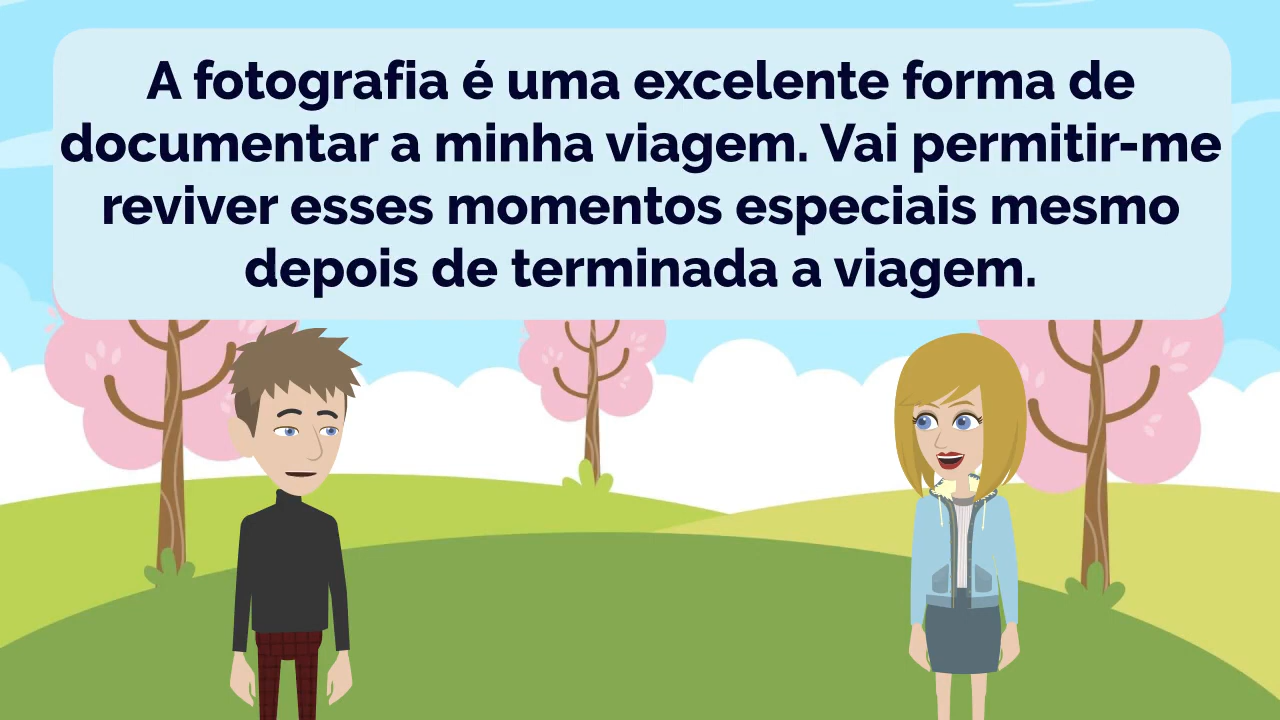 A fotografia é uma excelente forma de
documentar a minha viagem. Vai permitir-me
reviver esses momentos especiais mesmo
depois de terminada a viagem.